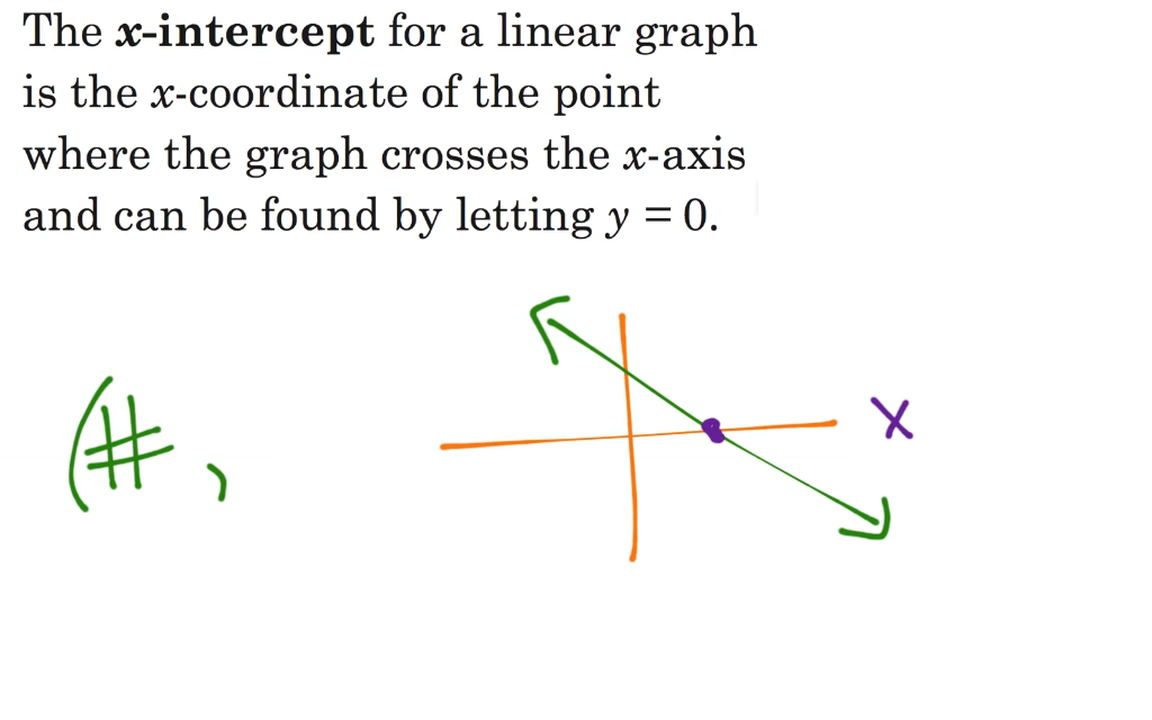 The x-intercept for a linear graph
is the x-coordinate of the point
where the graph crosses the x-axis
and can be found by letting y = 0.
x
(#,